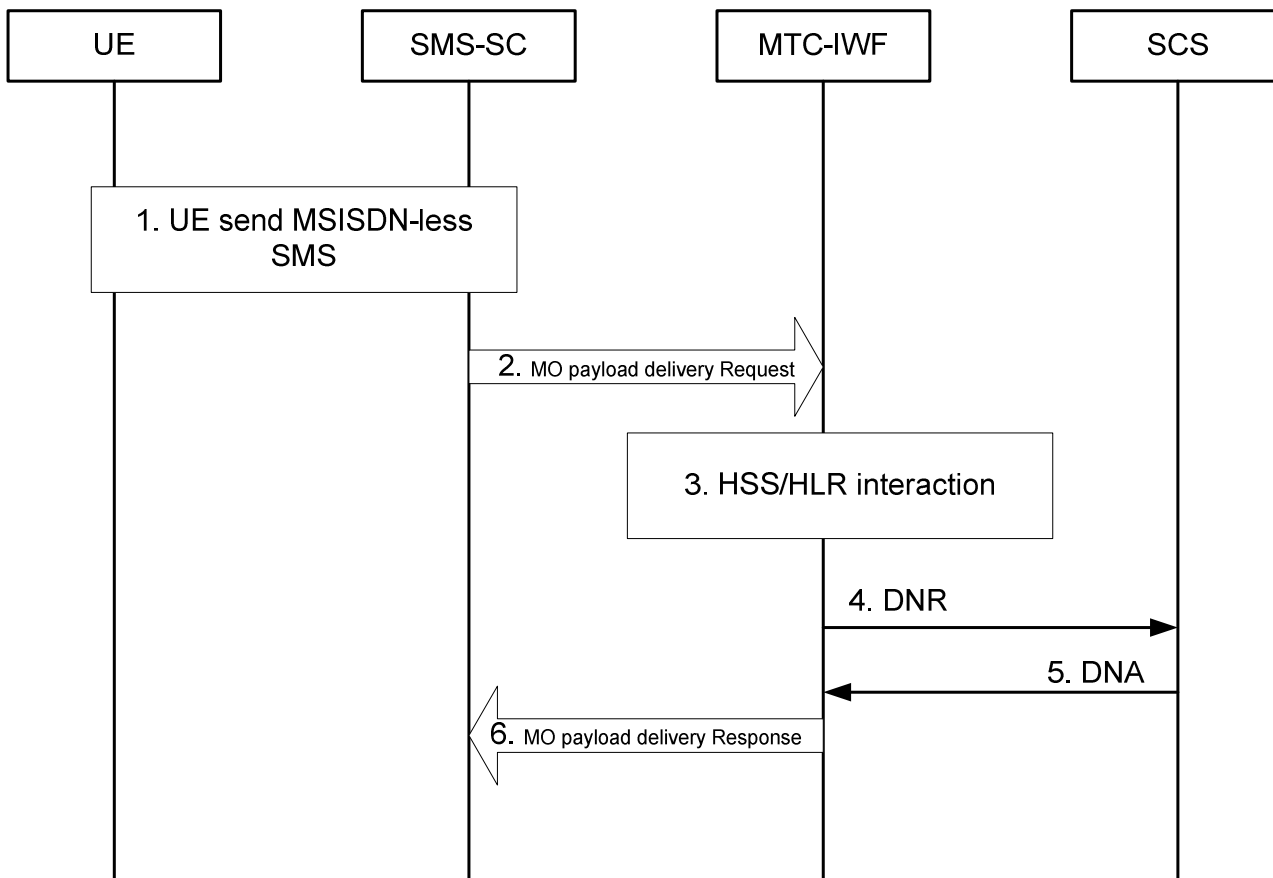 UE
SMS-SC
MTC-IWF
SCS
1. UE send MSISDN-less
SMS
2. MO payload delivery Request
3. HSS/HLR interaction
4. DNR
5. DNA
6. MO payload delivery Response